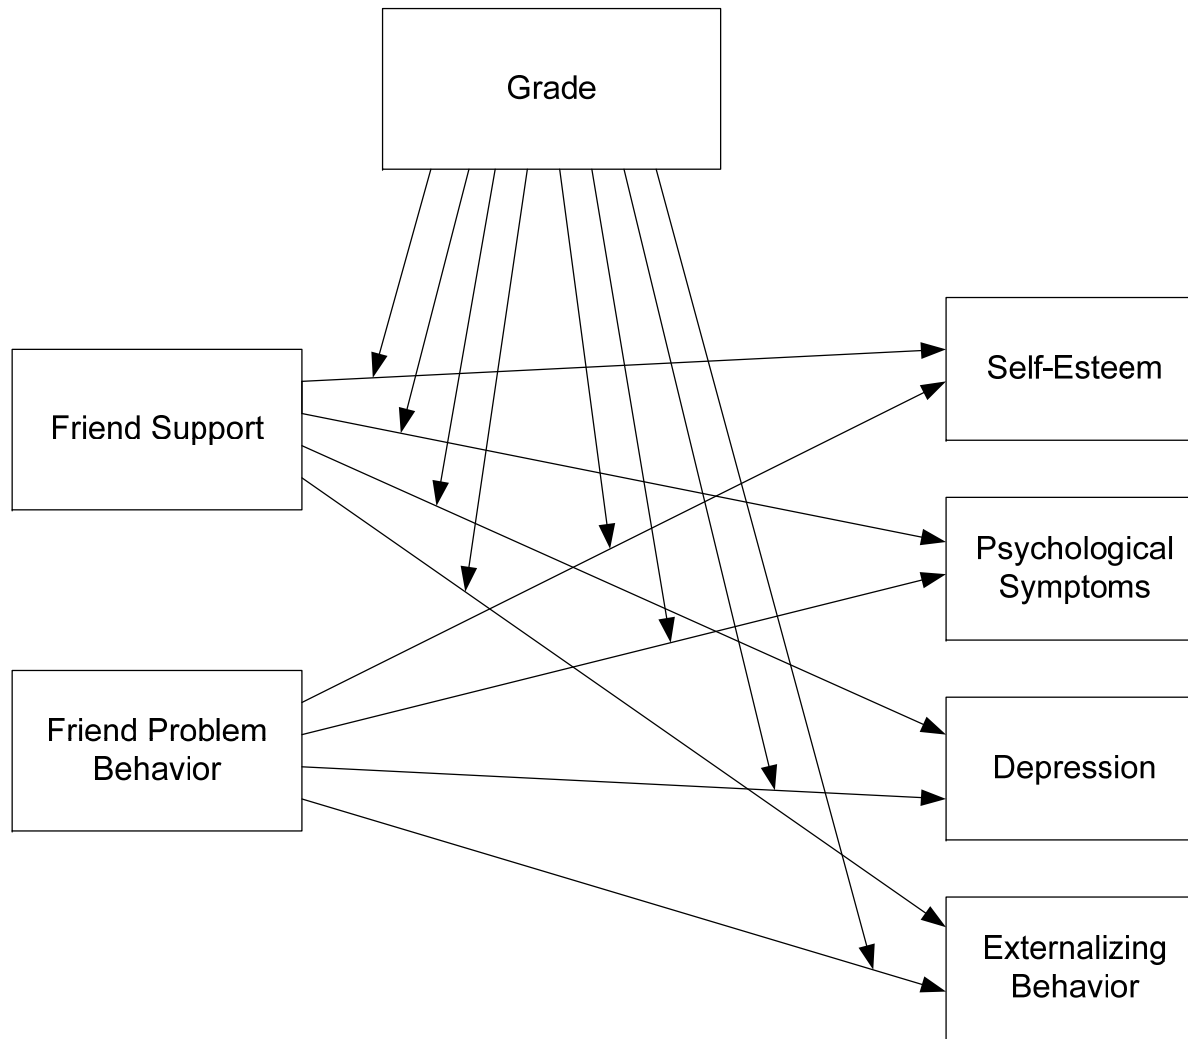 Grade
Friend Support
Friend Problem
Behavior
Self-Esteem
Psychological
Symptoms
Depression
Externalizing
Behavior